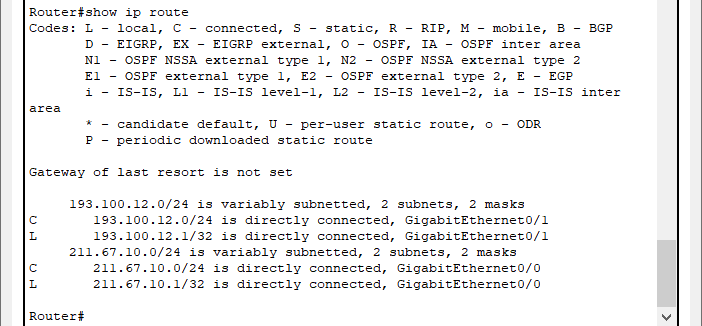 Router#show ip route
Codes: L - local, C - connected, S - static, R - RIP, M - mobile, B - BGP
       D - EIGRP, EX - EIGRP external, O - OSPF, IA - OSPF inter area
       N1 - OSPF NSSA external type 1, N2 - OSPF NSSA external type 2
       E1 - OSPF external type 1, E2 - OSPF external type 2, E - EGP
       i - IS-IS, L1 - IS-IS level-1, L2 - IS-IS level-2, ia - IS-IS inter
area
       * - candidate default, U - per-user static route, o - ODR
       P - periodic downloaded static route

Gateway of last resort is not set

     193.100.12.0/24 is variably subnetted, 2 subnets, 2 masks
C       193.100.12.0/24 is directly connected, GigabitEthernet0/1
L       193.100.12.1/32 is directly connected, GigabitEthernet0/1
     211.67.10.0/24 is variably subnetted, 2 subnets, 2 masks
C       211.67.10.0/24 is directly connected, GigabitEthernet0/0
L       211.67.10.1/32 is directly connected, GigabitEthernet0/0

Router#